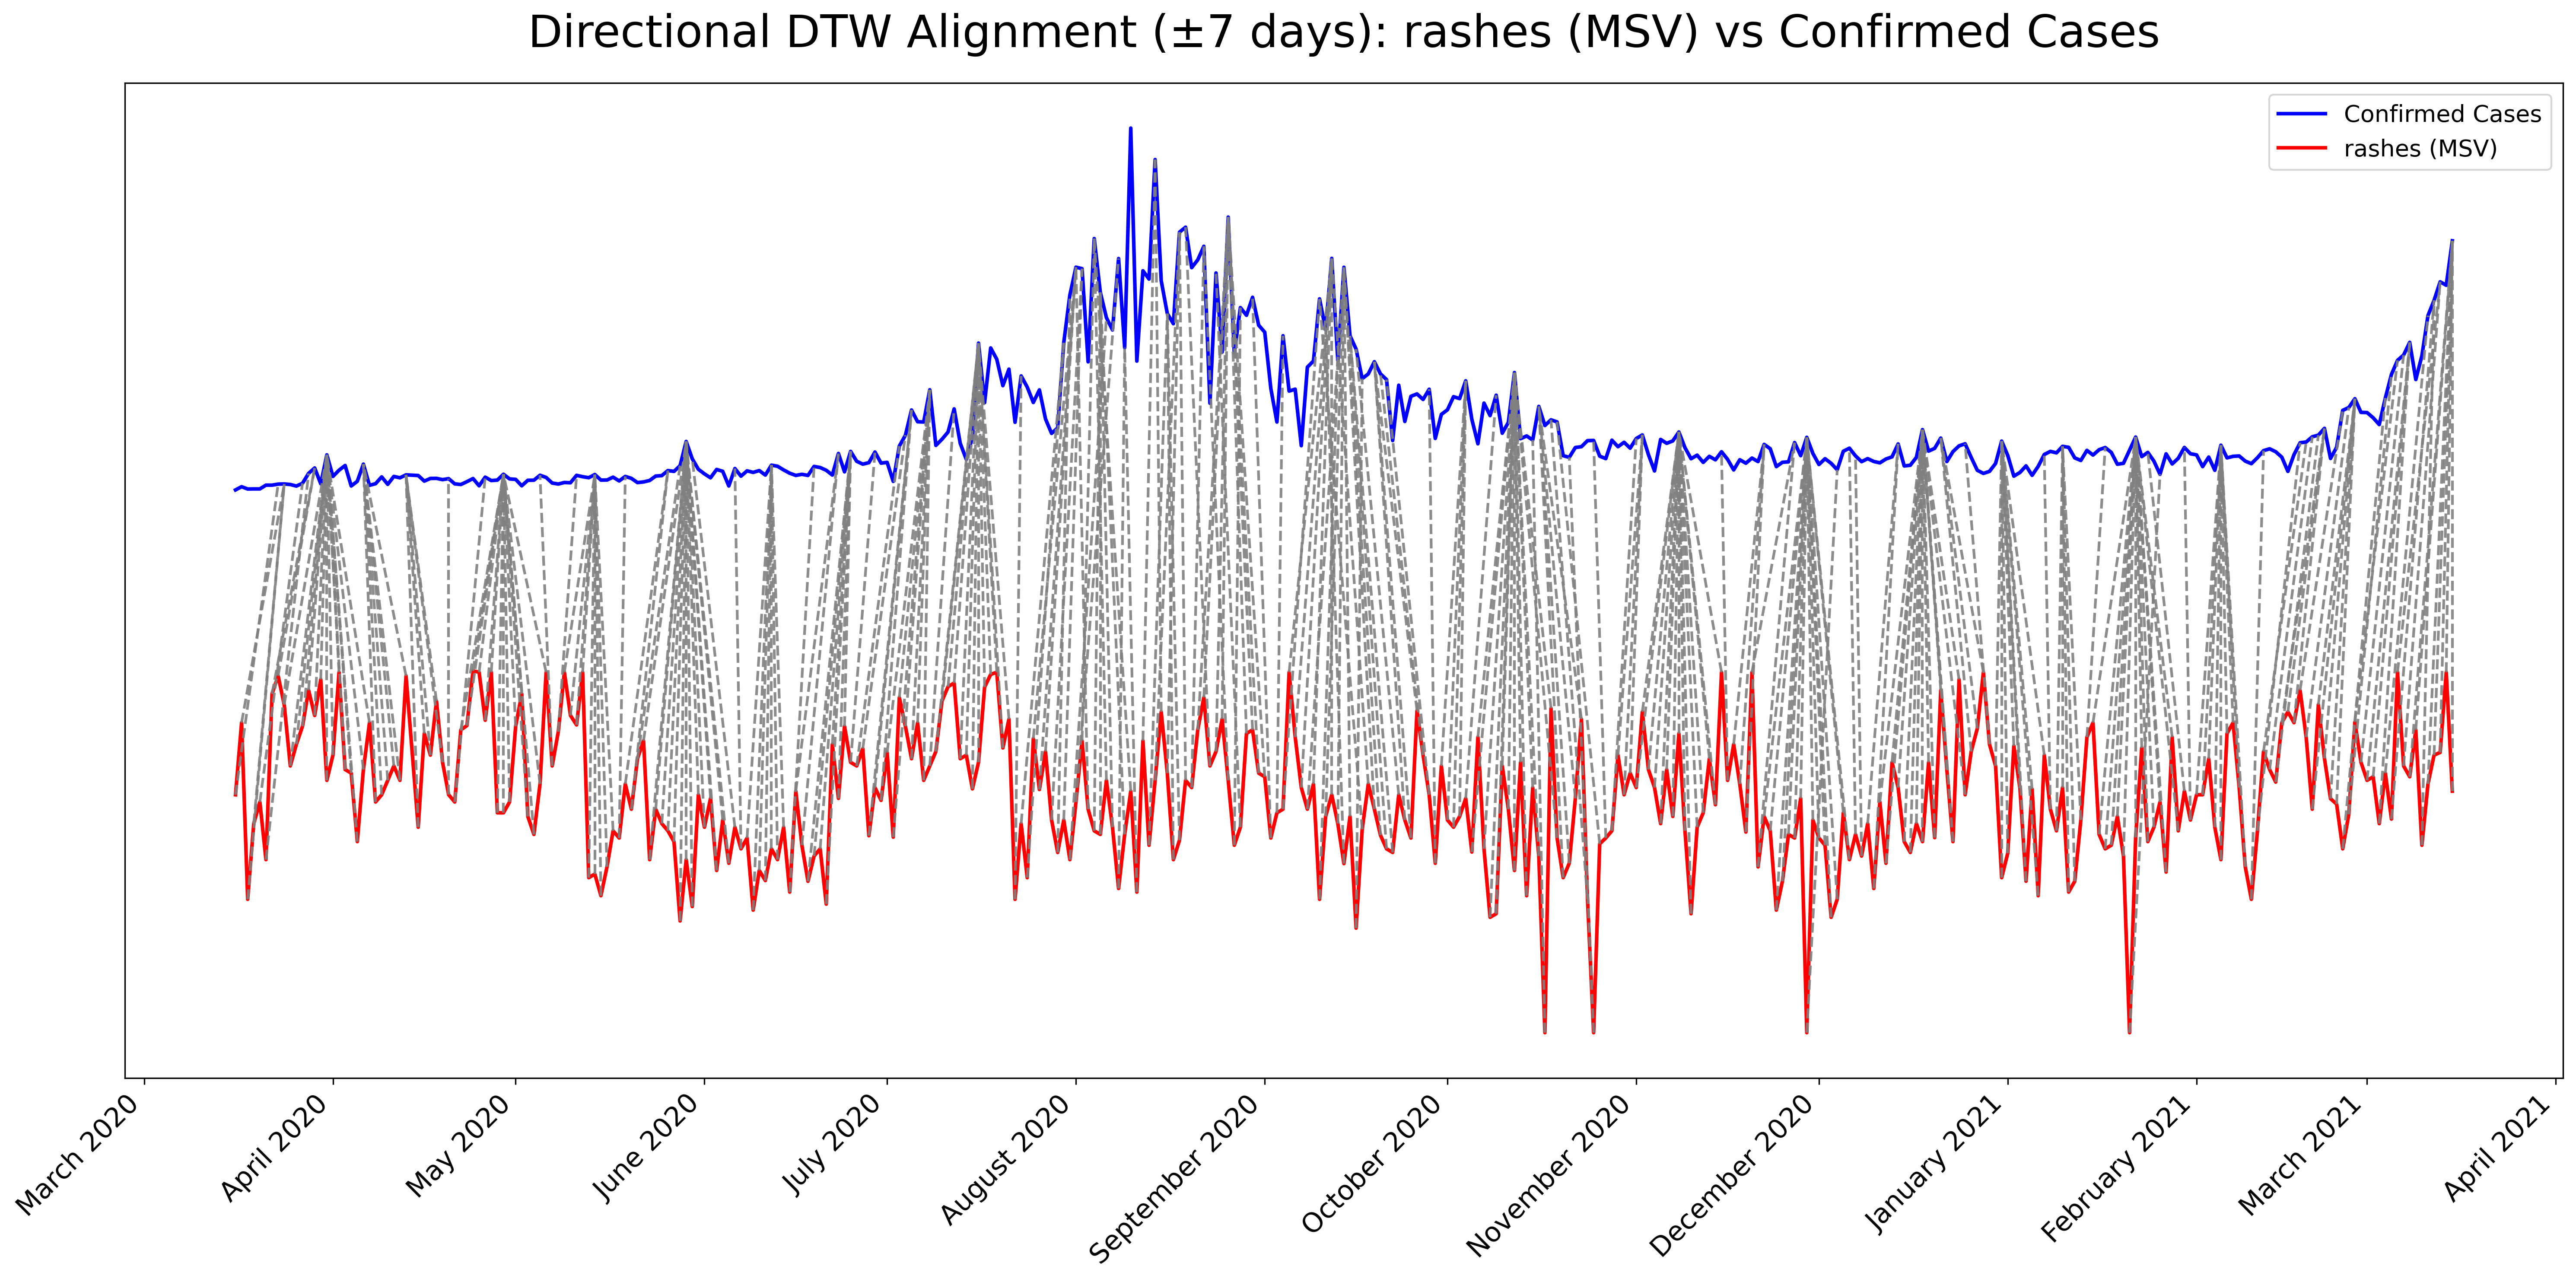 Directional DTW Alignment (±7 days): rashes (MSV) vs Confirmed Cases
Confirmed Cases
rashes (MSV)
March 2020
April 2020
May 2020
June 2020
July 2020
August 2020
September 2020
October 2020
November 2020
December 2020
January 2021
February 2021
March 2021
April 2021